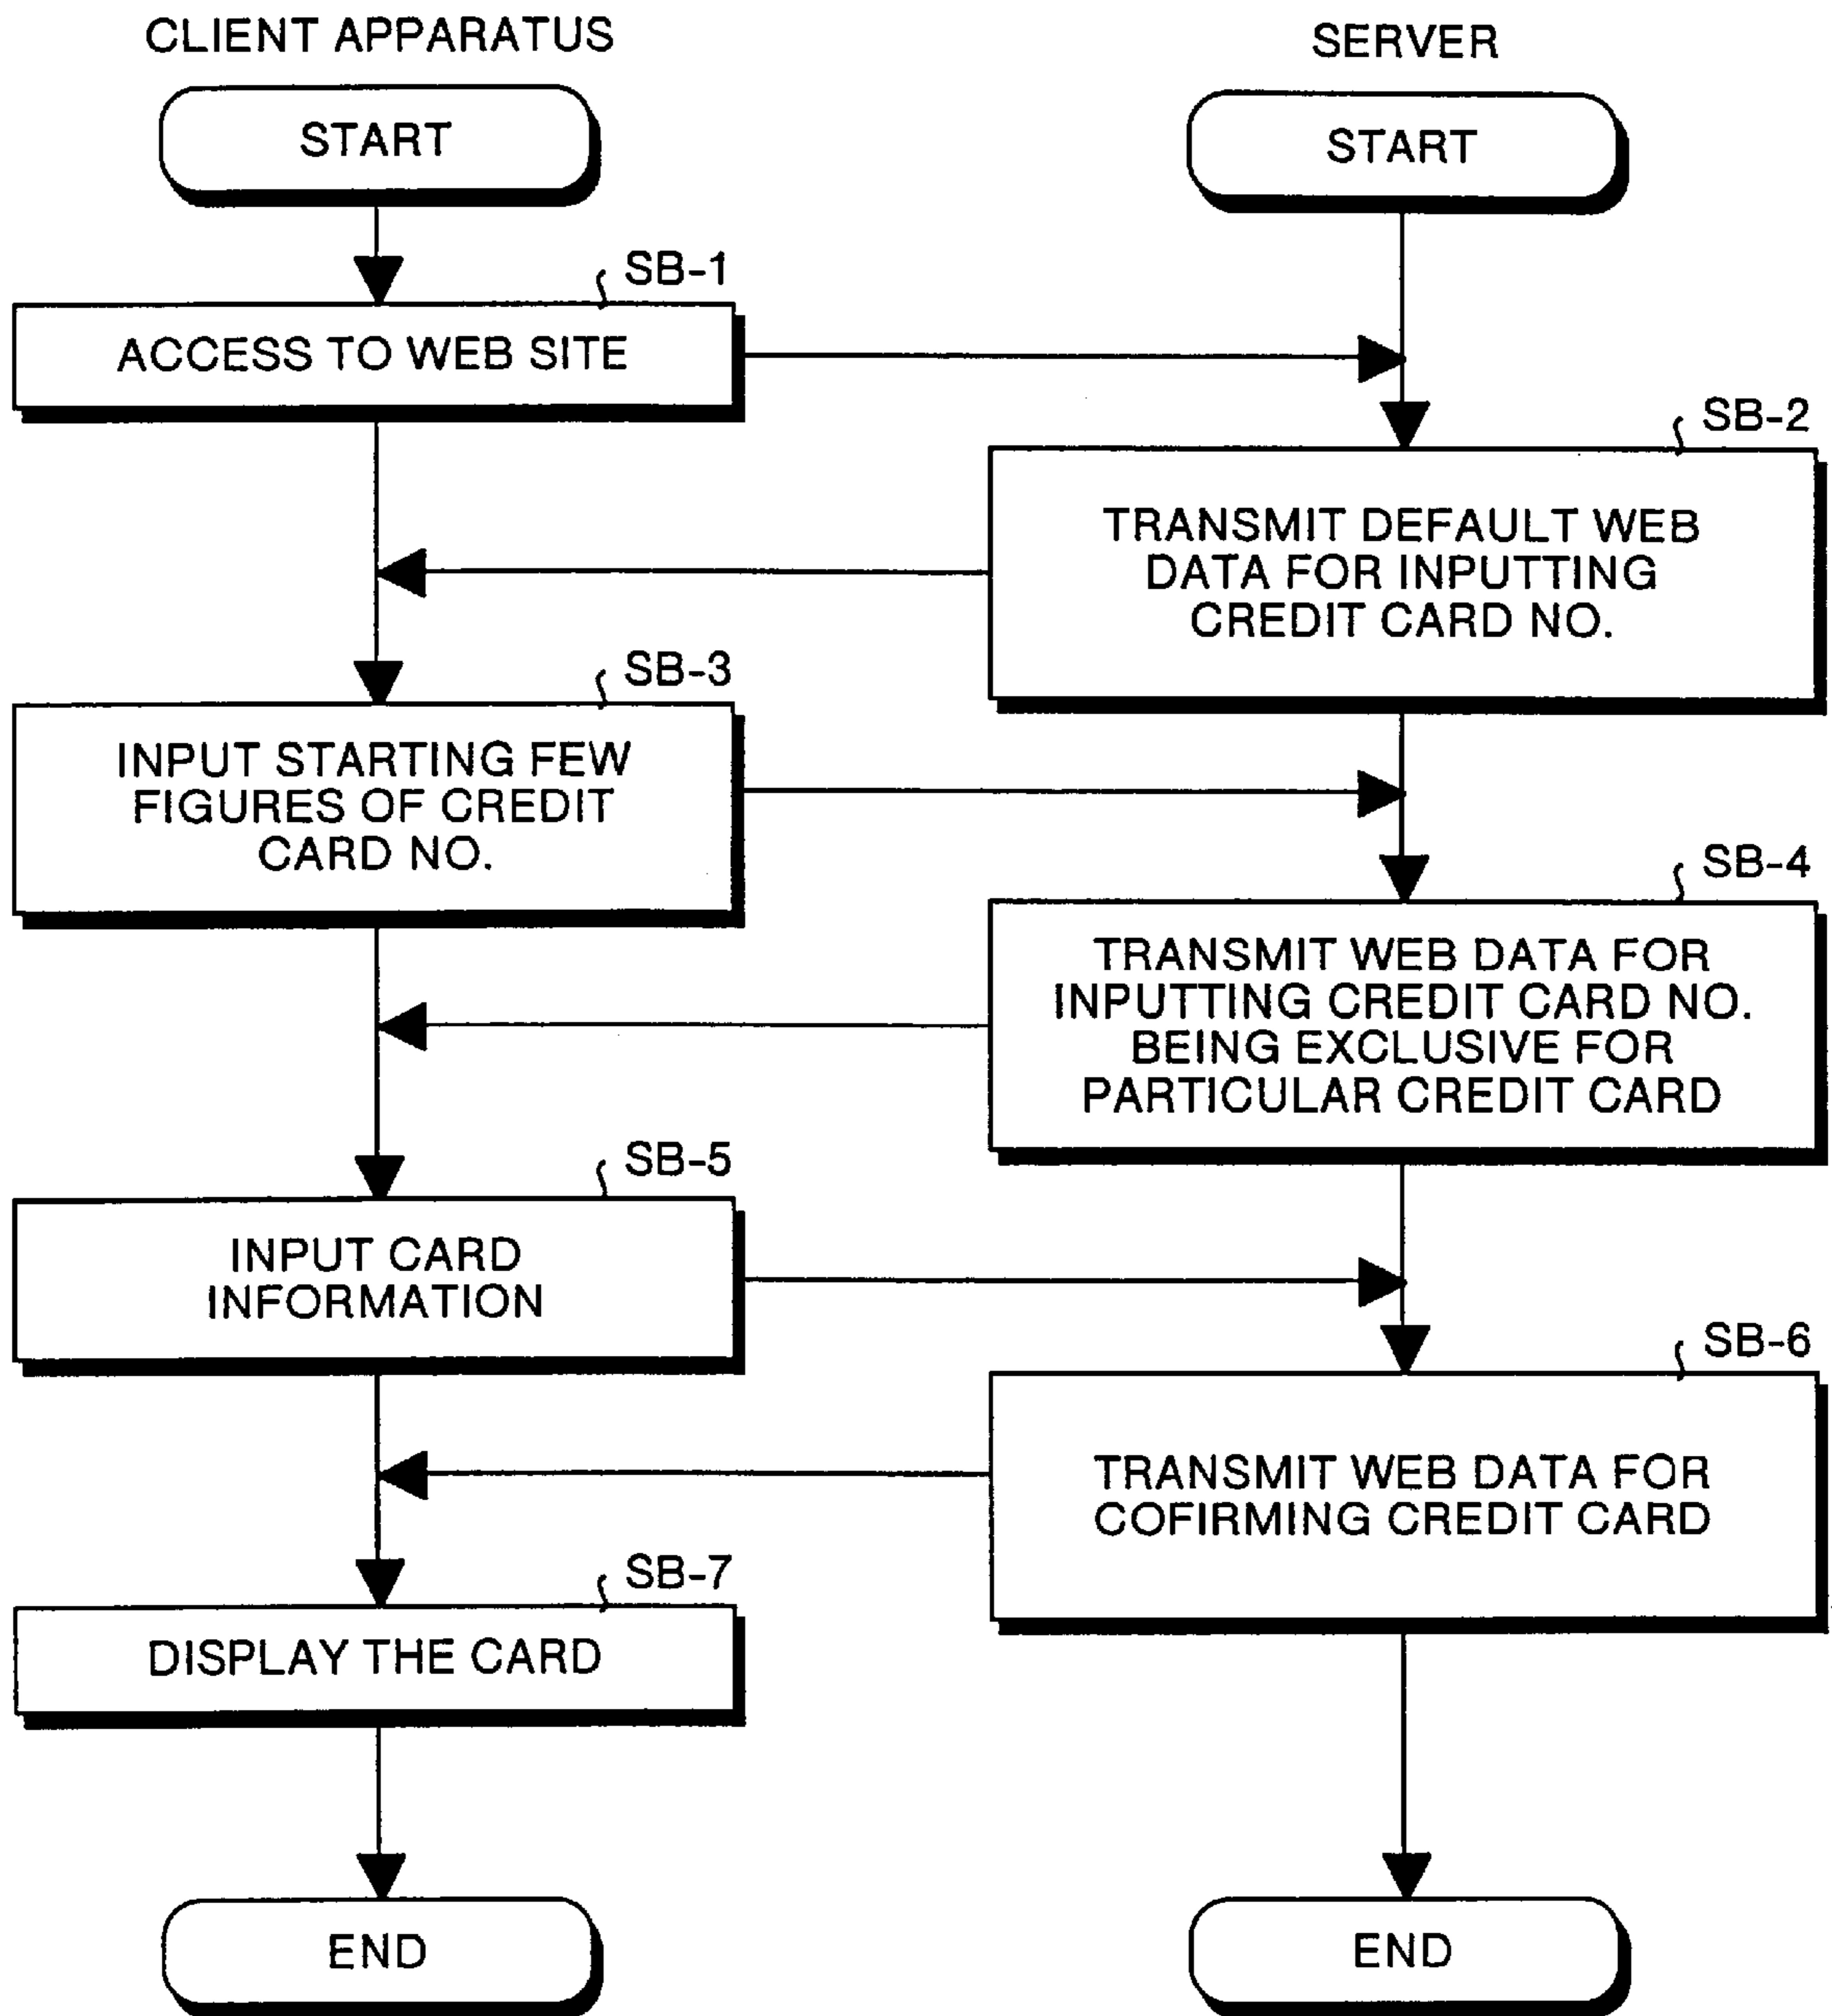 CLIENT APPARATUS
SERVER
START
START
SB-1
ACCESS TO WEB SITE
SB-2
TRANSMIT DEFAULT WEB
DATA FOR INPUTTING
CREDIT CARD NO.
SB-3
INPUT STARTING FEW
FIGURES OF CREDIT
CARD NO.
SB-4
TRANSMIT WEB DATA FOR
INPUTTING CREDIT CARD NO.
BEING EXCLUSIVE FOR
PARTICULAR CREDIT CARD
SB-5
INPUT CARD
INFORMATION
SB-6
TRANSMIT WEB DATA FOR
COFIRMING CREDIT CARD
SB-7
DISPLAY THE CARD
END
END